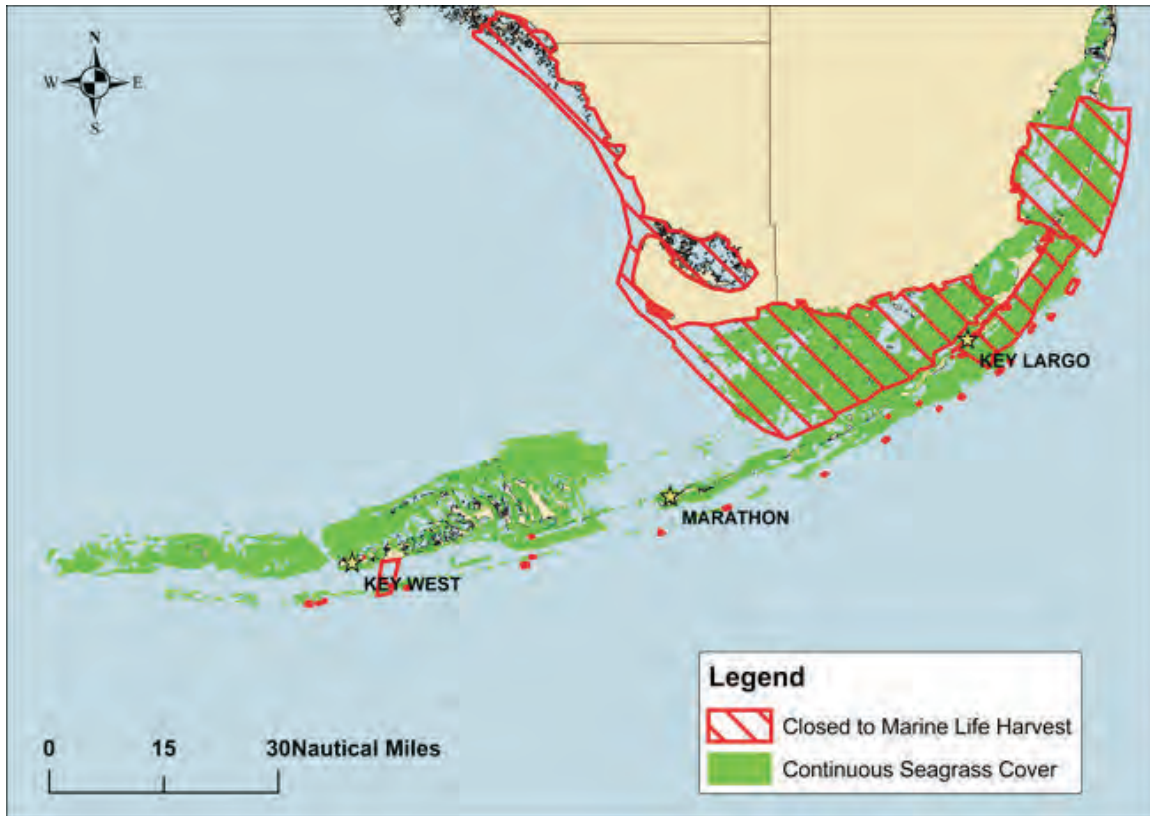 N
W E
S
KEY LARGO
MARATHON
KEY WEST
Legend
Closed to Marine Life Harvest
Continuous Seagrass Cover
0 15 30Nautical Miles